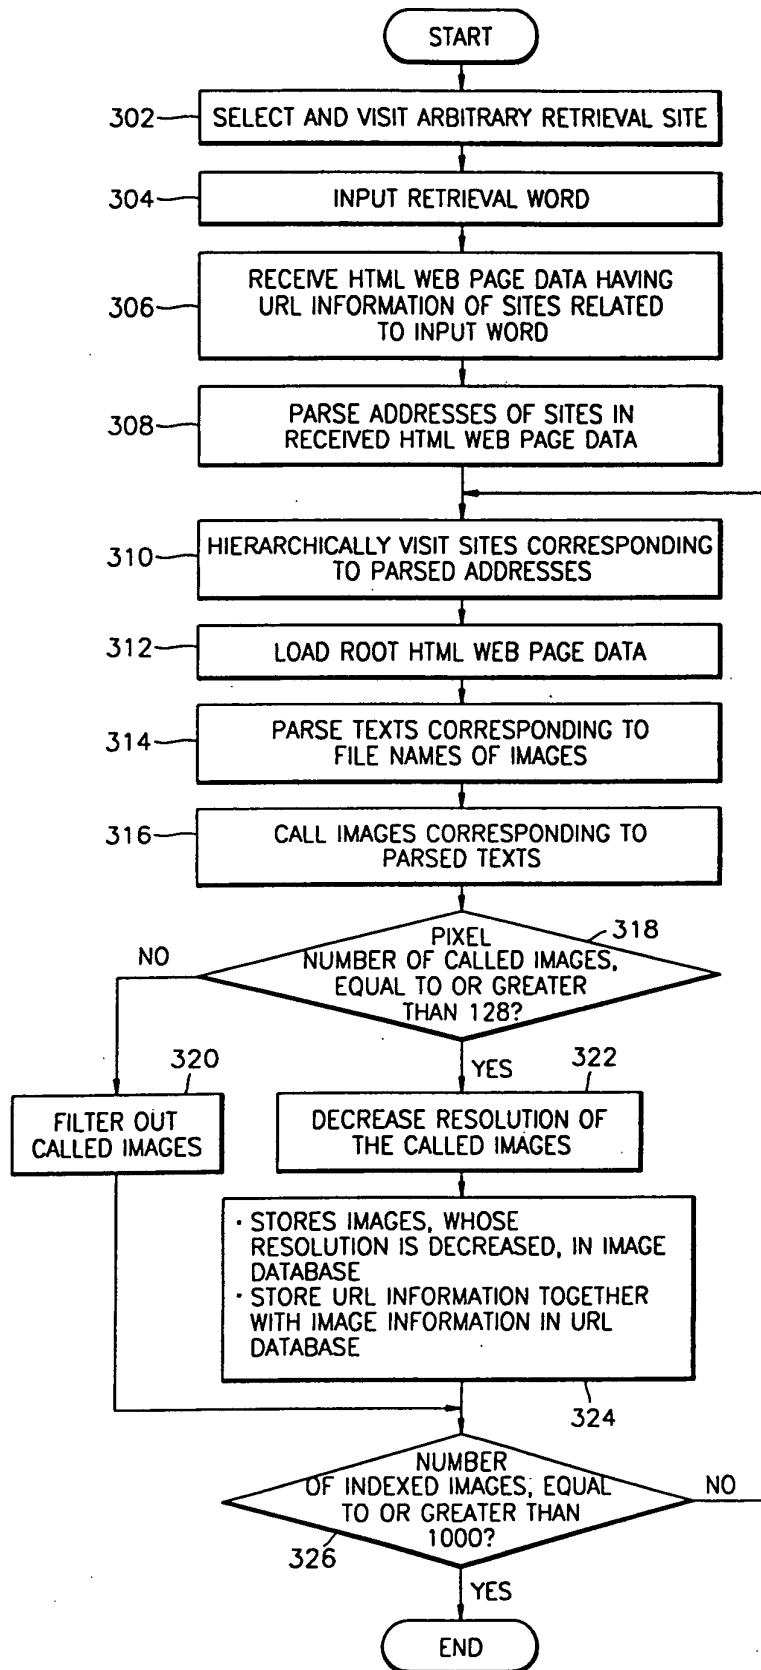 START
302
SELECT AND VISIT ARBITRARY RETRIEVAL SITE
304
INPUT RETRIEVAL WORD
306
RECEIVE HTML WEB PAGE DATA HAVING
URL INFORMATION OF SITES RELATED
TO INPUT WORD
308
PARSE ADDRESSES OF SITES IN
RECEIVED HTML WEB PAGE DATA
310
HIERARCHICALLY VISIT SITES CORRESPONDING
TO PARSED ADDRESSES
312
LOAD ROOT HTML WEB PAGE DATA
314
PARSE TEXTS CORRESPONDING TO
FILE NAMES OF IMAGES
316
CALL IMAGES CORRESPONDING TO
PARSED TEXTS
318
PIXEL
NUMBER OF CALLED IMAGES,
EQUAL TO OR GREATER
THAN 128?
NO
YES
320
FILTER OUT
CALLED IMAGES
322
DECREASE RESOLUTION OF
THE CALLED IMAGES
· STORES IMAGES, WHOSE
RESOLUTION IS DECREASED, IN IMAGE
DATABASE
· STORE URL INFORMATION TOGETHER
WITH IMAGE INFORMATION IN URL
DATABASE
324
NUMBER
OF INDEXED IMAGES, EQUAL
TO OR GREATER THAN
1000?
326
NO
YES
END